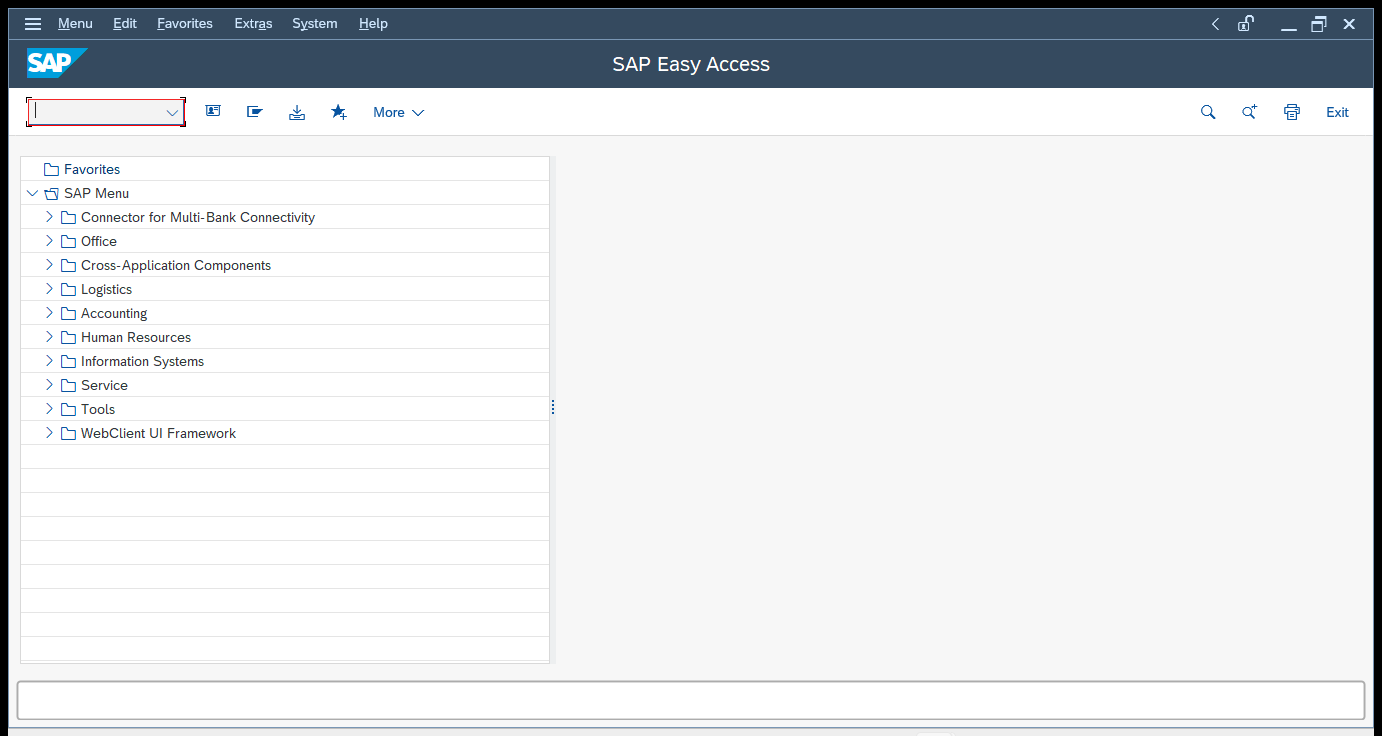 Menu Edit Favorites Extras System Help
SAP SAP Easy Access
More Exit
Favorites
SAP Menu
Connector for Multi-Bank Connectivity
Office
Cross-Application Components
Logistics
Accounting
Human Resources
Information Systems
Service
Tools
WebClient UI Framework